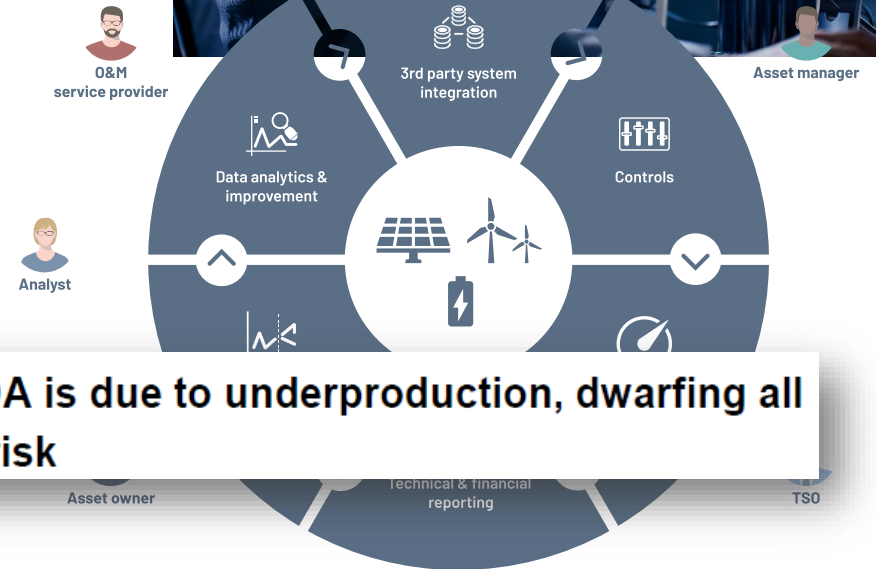 O&M
service provider
3rd party system
integration
Asset manager
Data analytics &
improvement
Controls
Analyst
A is due to underproduction, dwarfing all
isk
Technical & financial
reporting
Asset owner
TSO